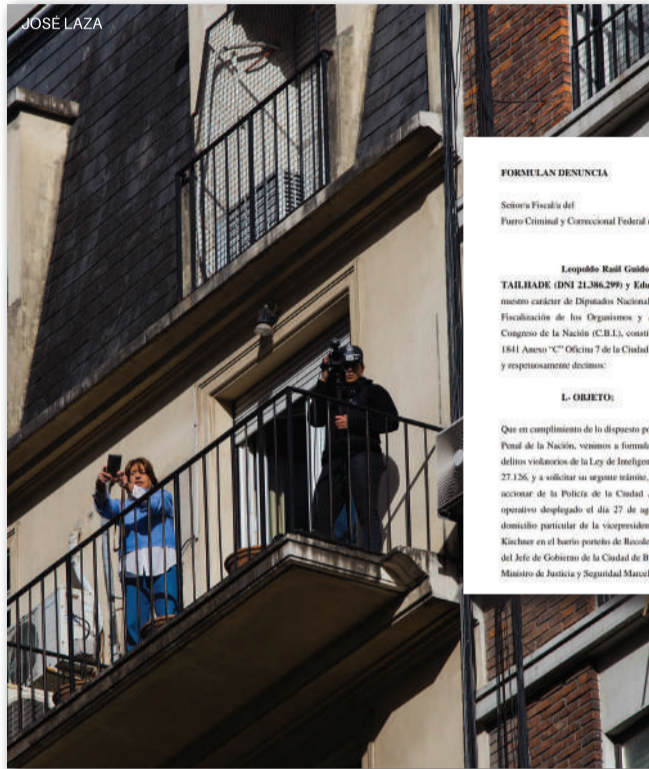 JOSÉ LAZA
FORMULAN DENUNCIA
Señor/a Fiscal/a del
Fuero Criminal y Correccional Federal
Leopoldo Raúl Guido
TAILHADE (DNI 21.386.299) y Edu
nuestro carácter de Diputados Nacional
Fiscalización de los Organismos y
Congreso de la Nación (C.B.I.), consti
1841 Anexo "C" Oficina 7 de la Ciudad
y respetuosamente decimos:
I.- OBJETO:
Que en cumplimiento de lo dispuesto po
Penal de la Nación, venimos a formula
delitos violatorios de la Ley de Inteligen
27.126, y a solicitar su urgente trámite,
accionar de la Policía de la Ciudad
operativo desplegado el día 27 de ag
domicilio particular de la vicepresiden
Kirchner en el barrio porteño de Recole
del Jefe de Gobierno de la Ciudad de B
Ministro de Justicia y Seguridad Marcel